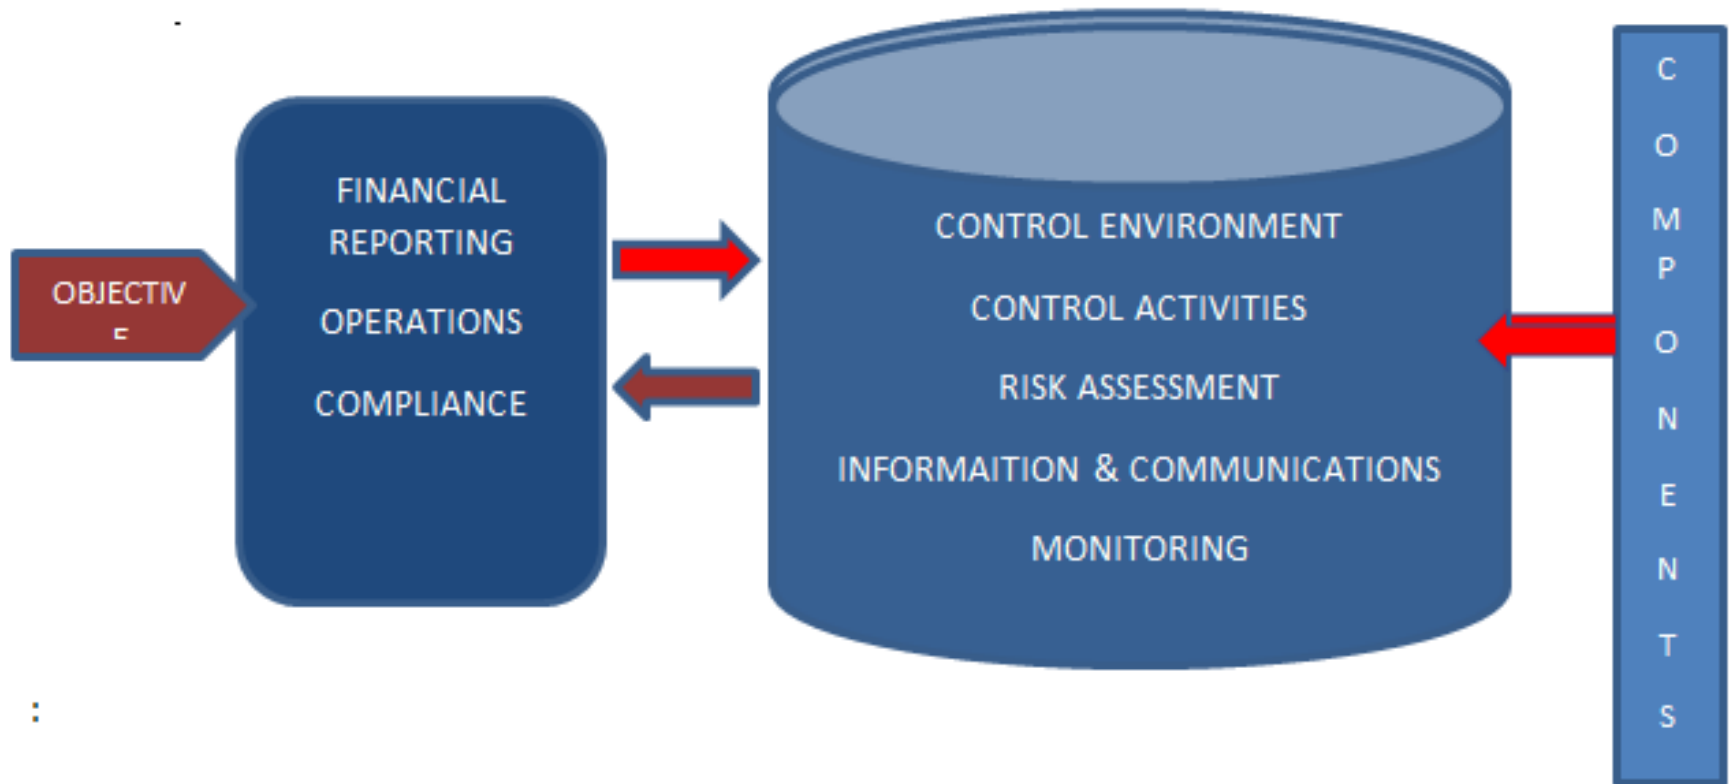 OBJECTIV
E
FINANCIAL
REPORTING
OPERATIONS
COMPLIANCE
CONTROL ENVIRONMENT
CONTROL ACTIVITIES
RISK ASSESSMENT
INFORMAITION & COMMUNICATIONS
MONITORING
C
O
M
P
O
N
E
N
T
S
: